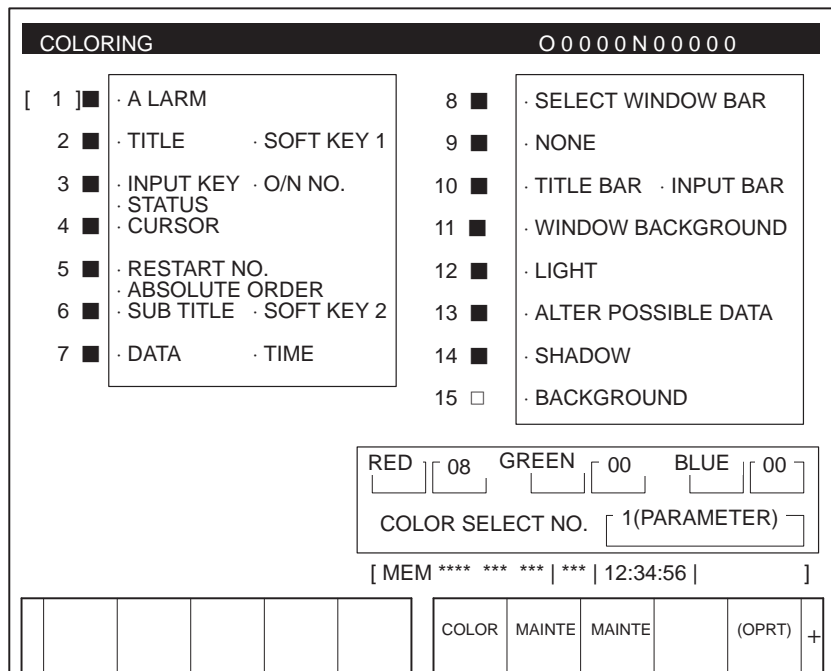 COLORING O0000N00000
[ 1 ]■ · ALARM
2 ■ · TITLE · SOFT KEY 1
3 ■ · INPUT KEY · O/N NO.
· STATUS
4 ■ · CURSOR
5 ■ · RESTART NO.
· ABSOLUTE ORDER
6 ■ · SUB TITLE · SOFT KEY 2
7 ■ · DATA · TIME
8 ■ · SELECT WINDOW BAR
9 ■ · NONE
10 ■ · TITLE BAR · INPUT BAR
11 ■ · WINDOW BACKGROUND
12 ■ · LIGHT
13 ■ · ALTER POSSIBLE DATA
14 ■ · SHADOW
15 □ · BACKGROUND
RED 08 GREEN 00 BLUE 00
COLOR SELECT NO. 1(PARAMETER)
[ MEM **** *** *** | *** | 12:34:56 | ]
COLOR MAINTE MAINTE (OPRT) +